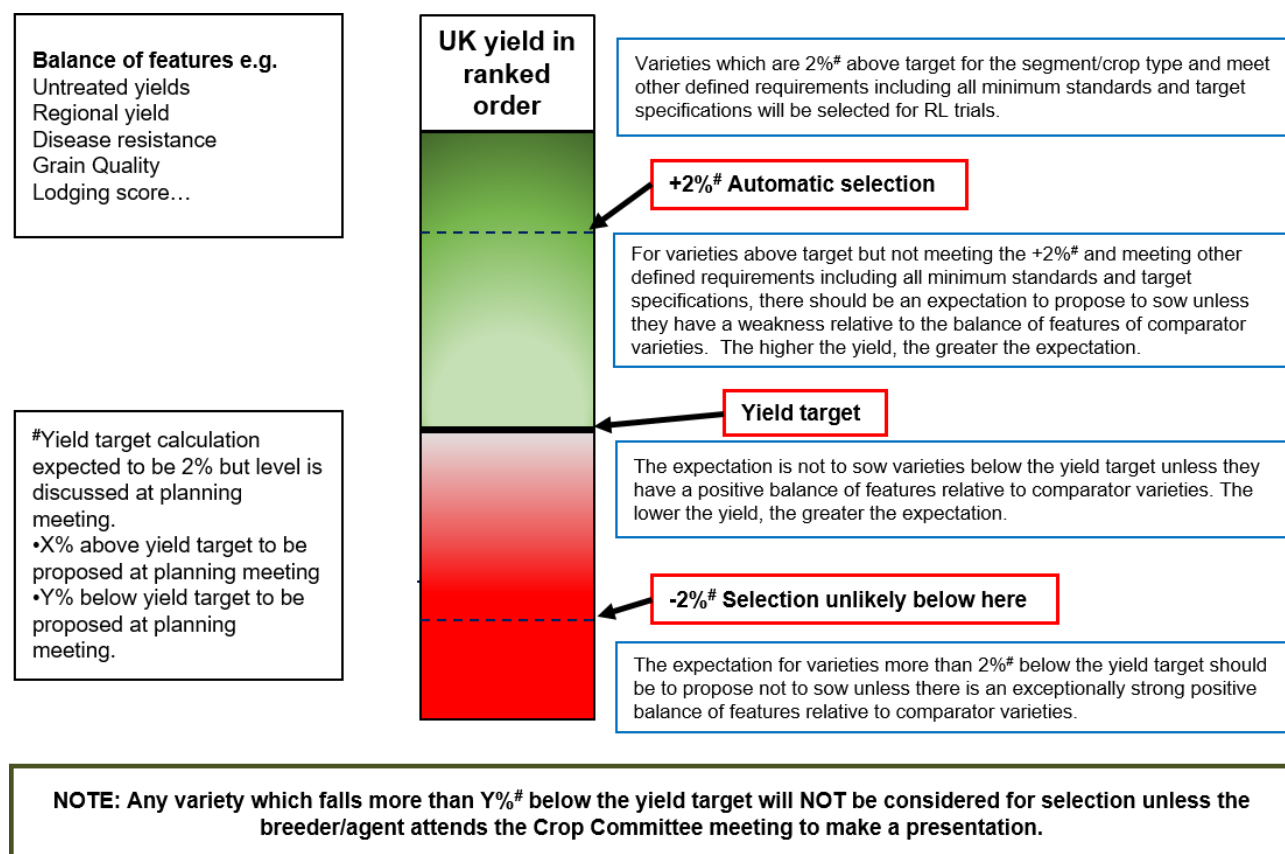 Balance of features e.g.
Untreated yields
Regional yield
Disease resistance
Grain Quality
Lodging score…
UK yield in
ranked
order
Varieties which are 2%# above target for the segment/crop type and meet
other defined requirements including all minimum standards and target
specifications will be selected for RL trials.
+2%# Automatic selection
For varieties above target but not meeting the +2%# and meeting other
defined requirements including all minimum standards and target
specifications, there should be an expectation to propose to sow unless
they have a weakness relative to the balance of features of comparator
varieties. The higher the yield, the greater the expectation.
Yield target
#Yield target calculation
expected to be 2% but level is
discussed at planning
meeting.
•X% above yield target to be
proposed at planning meeting
•Y% below yield target to be
proposed at planning
meeting.
The expectation is not to sow varieties below the yield target unless they
have a positive balance of features relative to comparator varieties. The
lower the yield, the greater the expectation.
-2%# Selection unlikely below here
The expectation for varieties more than 2%# below the yield target should
be to propose not to sow unless there is an exceptionally strong positive
balance of features relative to comparator varieties.
NOTE: Any variety which falls more than Y%# below the yield target will NOT be considered for selection unless the
breeder/agent attends the Crop Committee meeting to make a presentation.